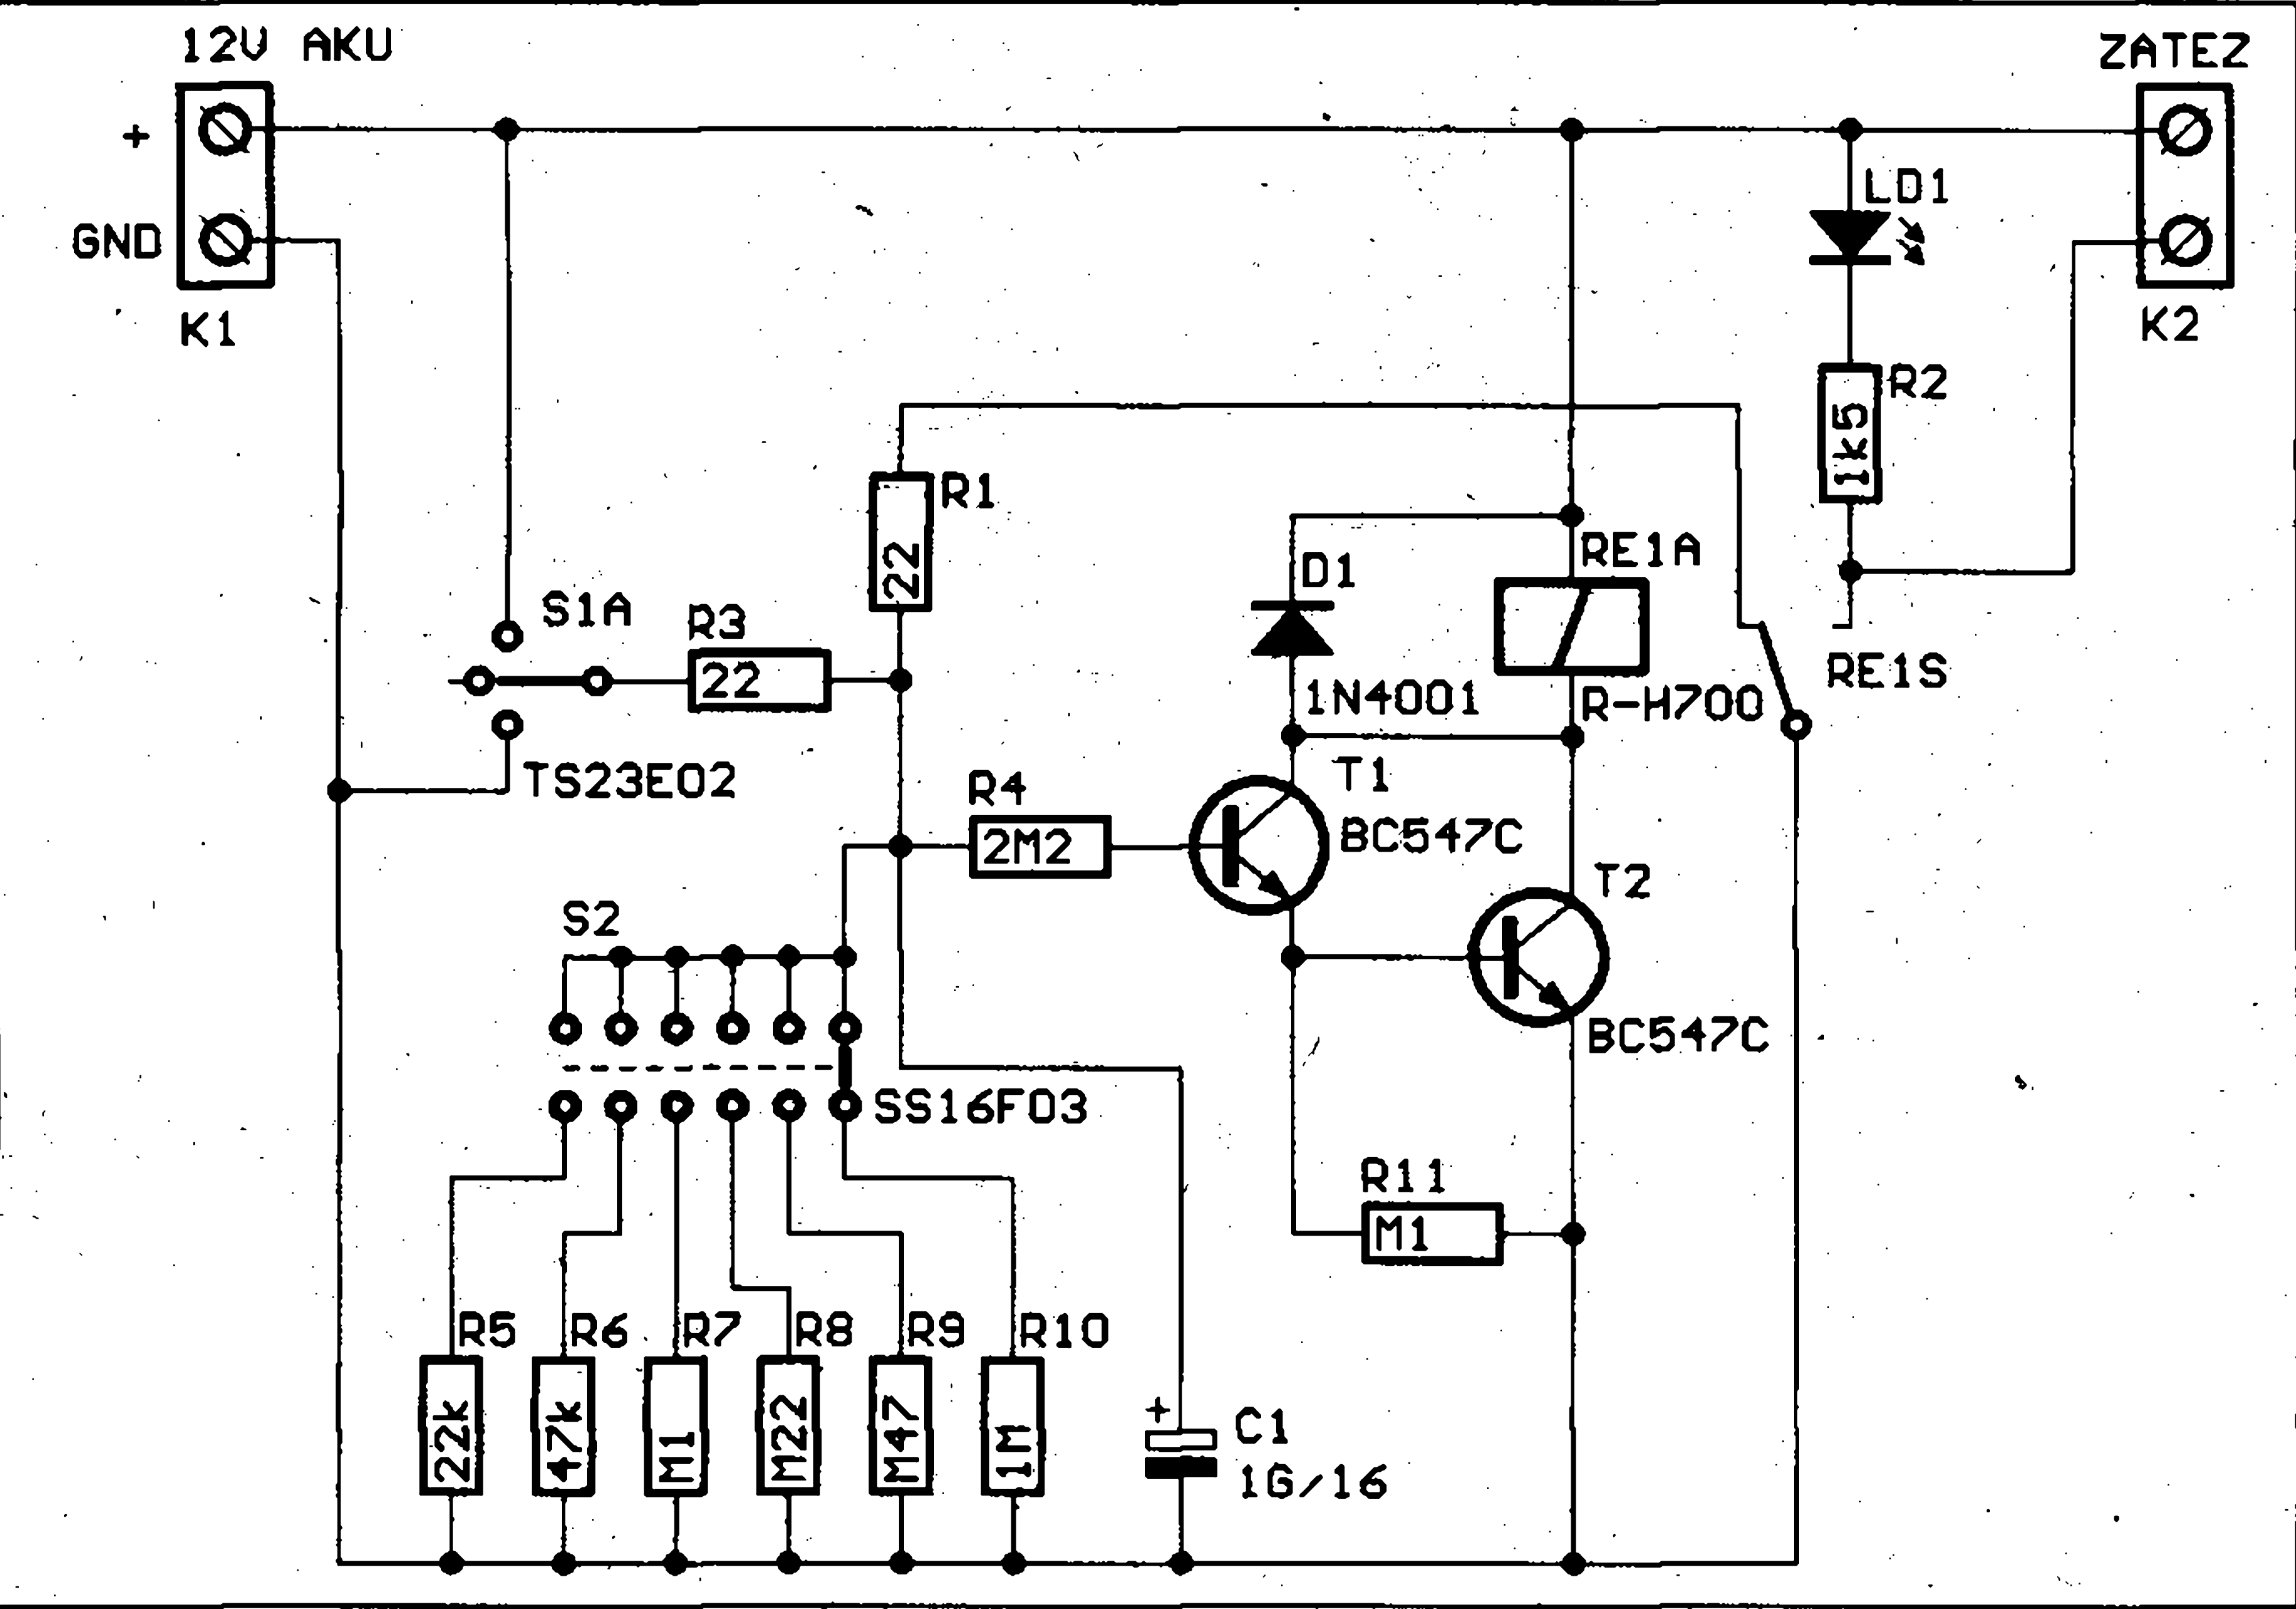 12V AKU
ZATEZ
+
GND
K1
K2
LD1
R2
1k5
R1
22
S1A
R3
22
TS23E02
D1
1N4001
RE1A
R-H700
RE1S
R4
2M2
T1
BC547C
T2
BC547C
S2
SS16F03
R11
M1
R5
R6
R7
R8
R9
R10
22k
47k
M1
M22
M47
1M
+
C1
1G/16